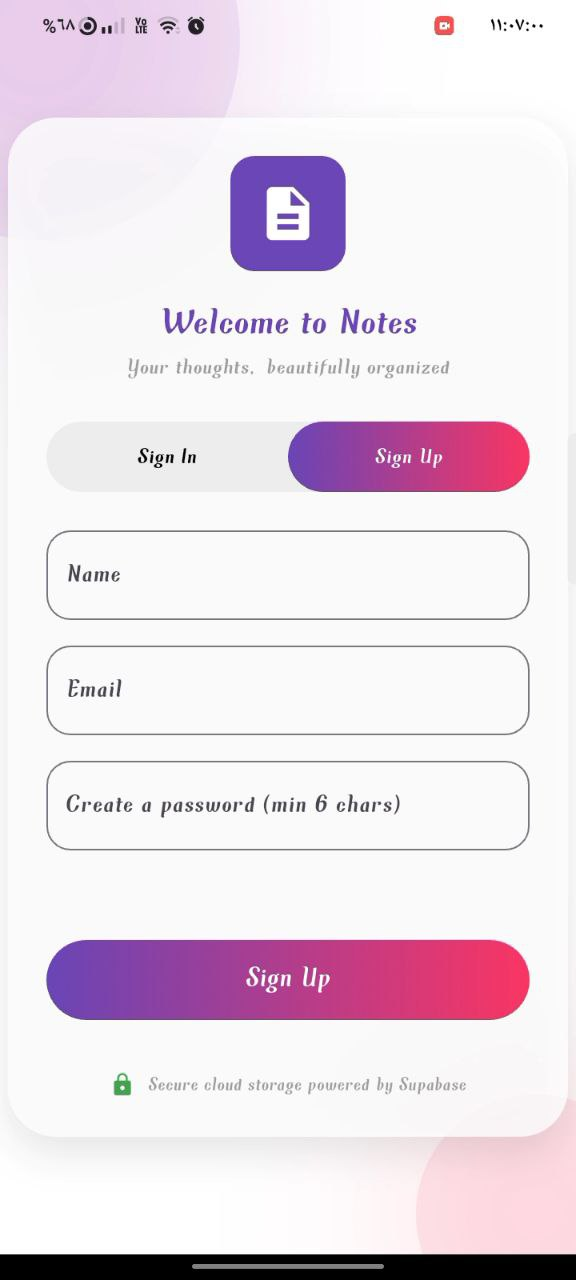 %٦٨ Vo LTE ١١:٠٧:٠٠
Welcome to Notes
Your thoughts, beautifully organized
Sign In Sign Up
Name
Email
Create a password (min 6 chars)
Sign Up
Secure cloud storage powered by Supabase